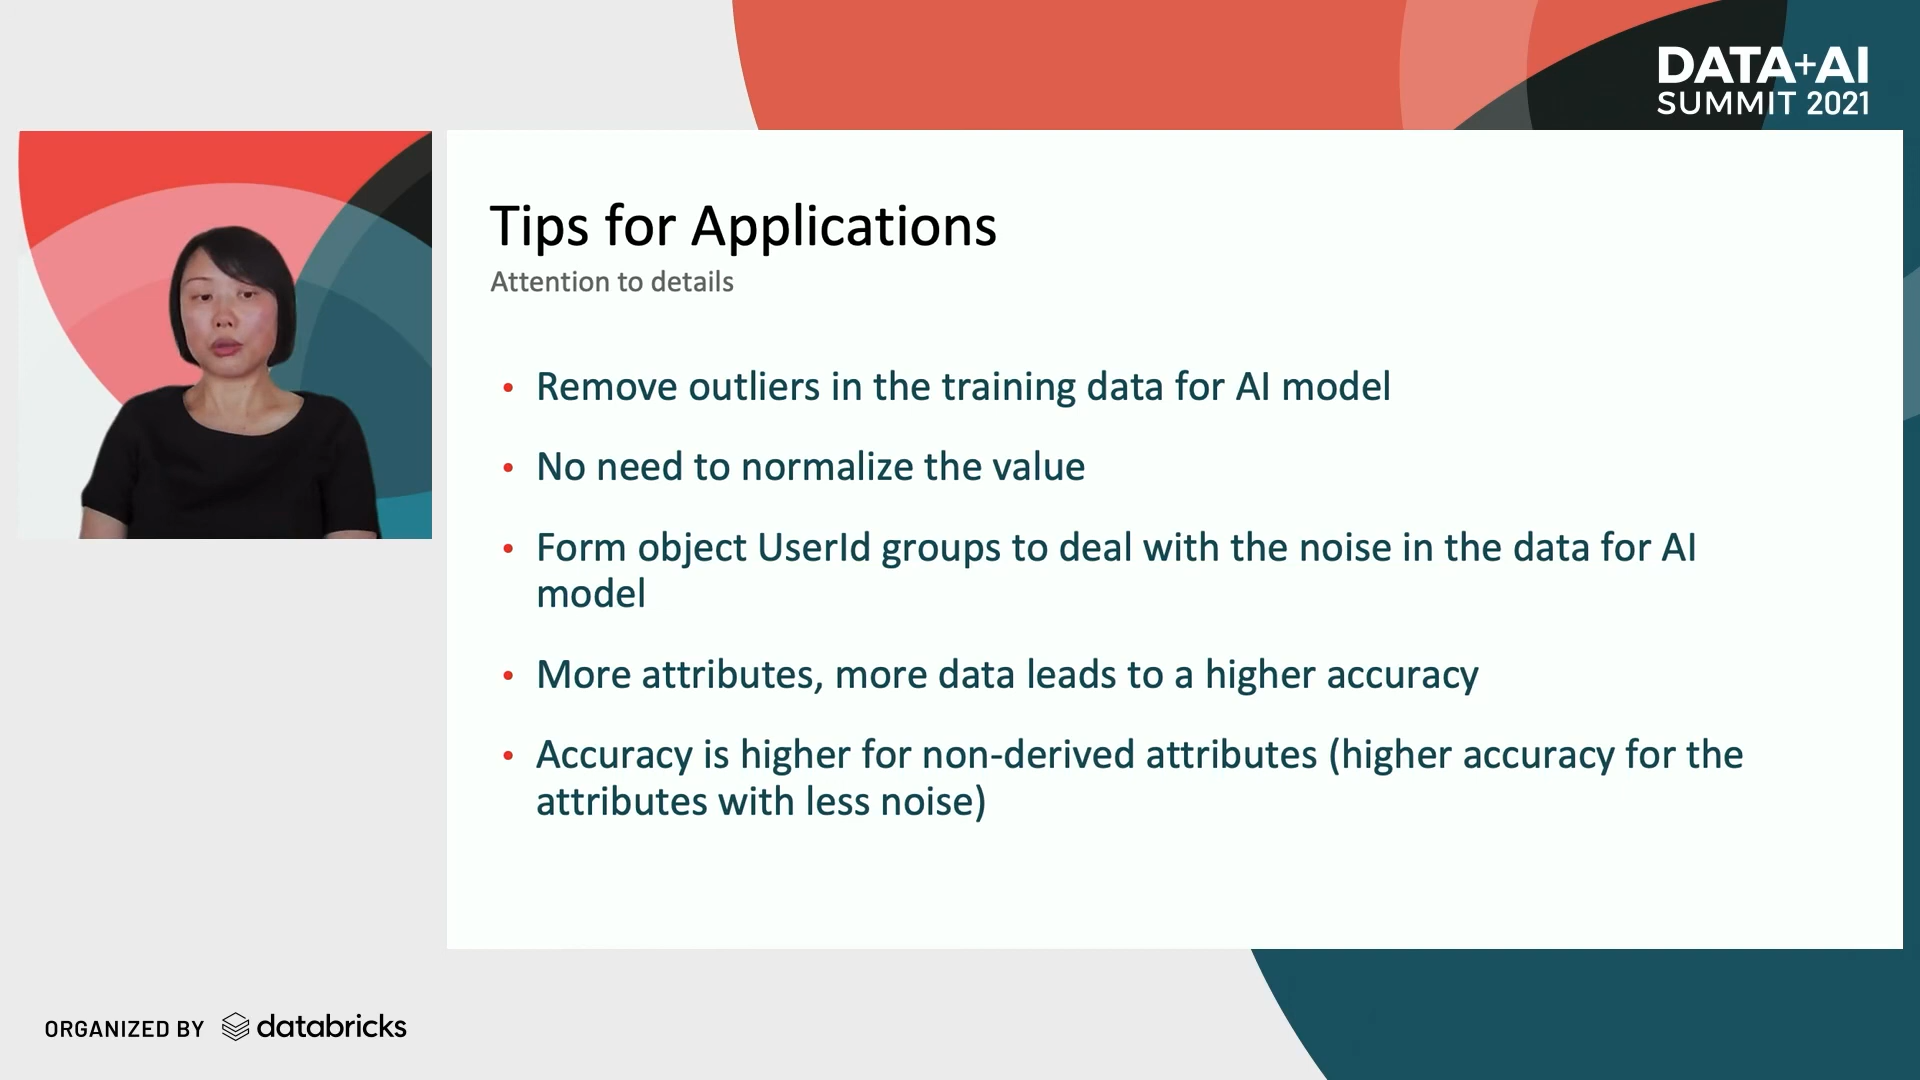 DATA+AI
SUMMIT 2021
Tips for Applications
Attention to details
• Remove outliers in the training data for AI model
• No need to normalize the value
• Form object UserId groups to deal with the noise in the data for AI
model
• More attributes, more data leads to a higher accuracy
• Accuracy is higher for non-derived attributes (higher accuracy for the
attributes with less noise)
ORGANIZED BY databricks